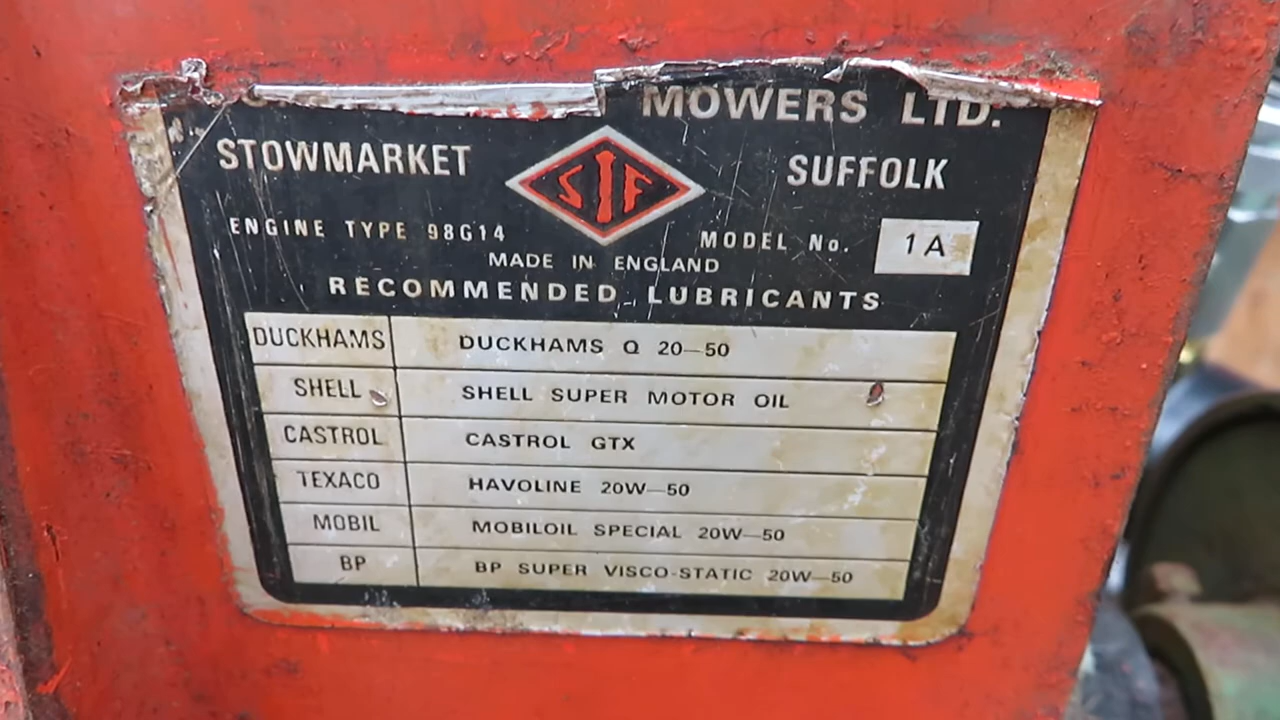 MOWERS LTD.
STOWMARKET SIF SUFFOLK
ENGINE TYPE 98G14 MODEL No. 1A
MADE IN ENGLAND
RECOMMENDED LUBRICANTS
DUCKHAMS DUCKHAMS Q 20—50
SHELL SHELL SUPER MOTOR OIL
CASTROL CASTROL GTX
TEXACO HAVOLINE 20W—50
MOBIL MOBILOIL SPECIAL 20W—50
BP BP SUPER VISCO-STATIC 20W—50